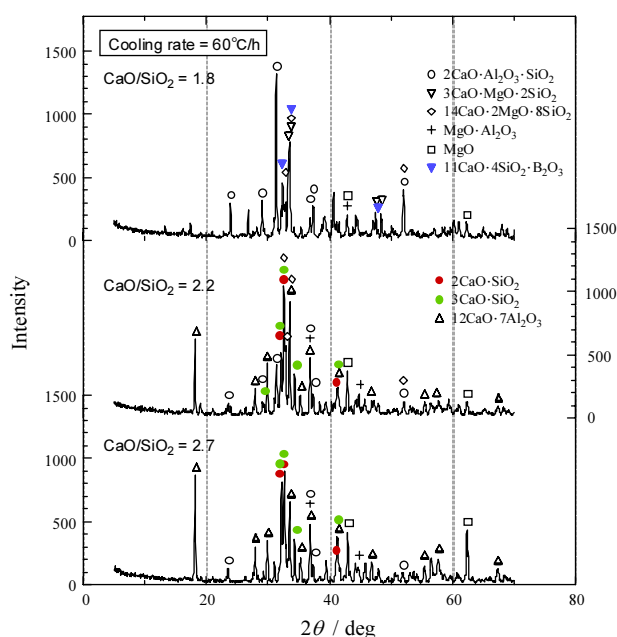 Cooling rate = 60°C/h
CaO/SiO₂ = 1.8
2CaO·Al₂O₃·SiO₂
3CaO·MgO·2SiO₂
14CaO·2MgO·8SiO₂
MgO·Al₂O₃
MgO
11CaO·4SiO₂·B₂O₃
1500
1000
500
0
CaO/SiO₂ = 2.2
2CaO·SiO₂
3CaO·SiO₂
12CaO·7Al₂O₃
1500
1000
500
0
CaO/SiO₂ = 2.7
1500
1000
500
0
Intensity
0
20
40
60
80
2θ / deg